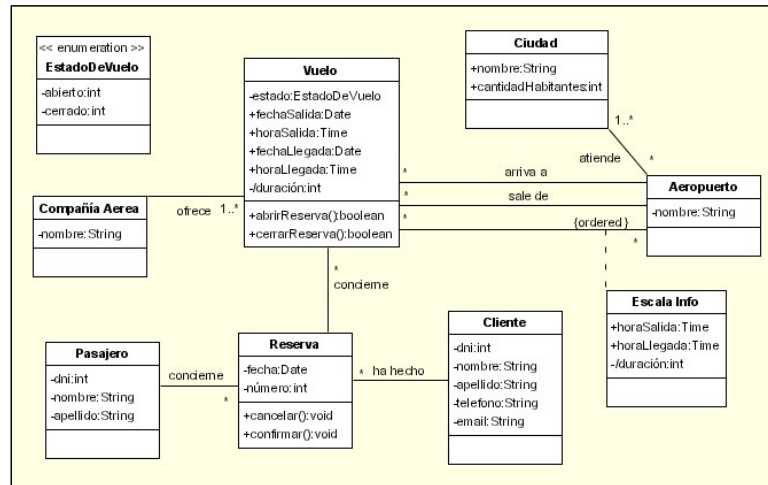 << enumeration >>
EstadoDeVuelo
-abierto:int
-cerrado:int
Vuelo
-estado:EstadoDeVuelo
+fechaSalida:Date
+horaSalida:Time
+fechaLlegada:Date
+horaLlegada:Time
-/duración:int
+abrirReserva():boolean
+cerrarReserva():boolean
Ciudad
+nombre:String
+cantidadHabitantes:int
1..*
atiende
*
*
arriva a
*
sale de
*
{ordered}
*
Aeropuerto
-nombre:String
Compañía Aerea
-nombre:String
ofrece
1..*
*
concierne
Escala Info
+horaSalida:Time
+horaLlegada:Time
-/duración:int
Pasajero
-dni:int
-nombre:String
-apellido:String
concierne
*
Reserva
-fecha:Date
-número:int
+cancelar():void
+confirmar():void
*
ha hecho
Cliente
-dni:int
-nombre:String
-apellido:String
-telefono:String
-email:String